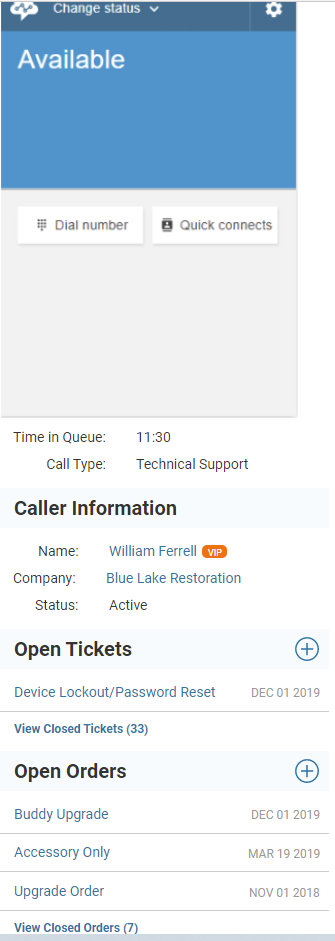 Change status
Available
Dial number Quick connects
Time in Queue: 11:30
Call Type: Technical Support
Caller Information
Name: William Ferrell VIP
Company: Blue Lake Restoration
Status: Active
Open Tickets
Device Lockout/Password Reset DEC 01 2019
View Closed Tickets (33)
Open Orders
Buddy Upgrade DEC 01 2019
Accessory Only MAR 19 2019
Upgrade Order NOV 01 2018
View Closed Orders (7)